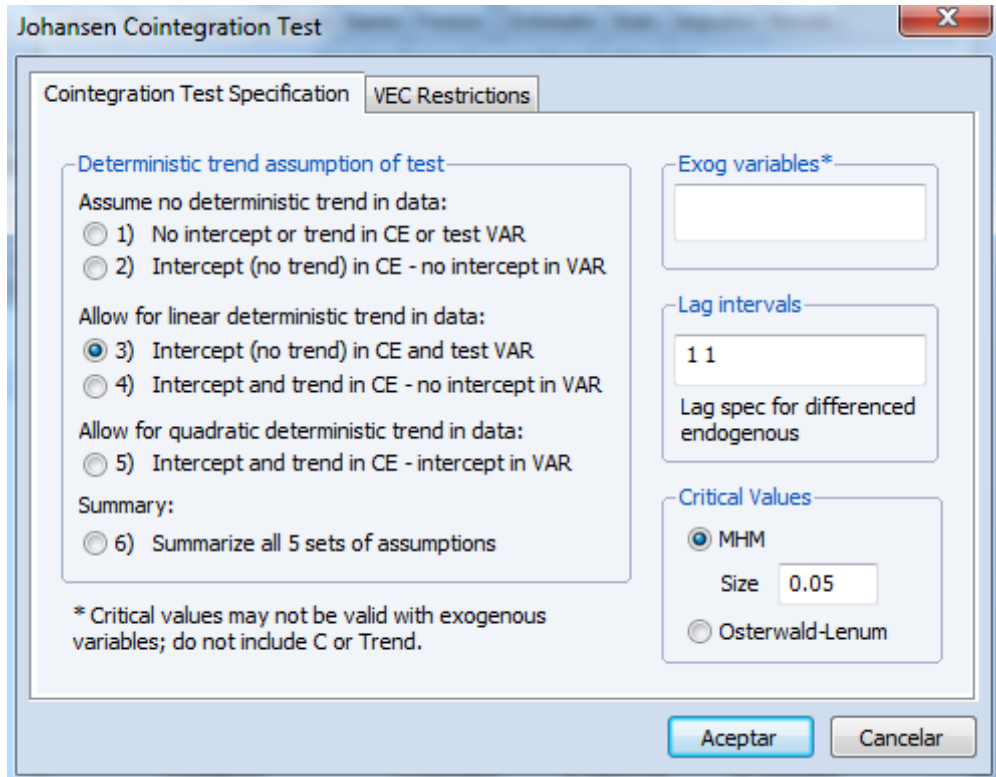 Johansen Cointegration Test
X
Cointegration Test Specification
VEC Restrictions
Deterministic trend assumption of test
Assume no deterministic trend in data:
1) No intercept or trend in CE or test VAR
2) Intercept (no trend) in CE - no intercept in VAR
Allow for linear deterministic trend in data:
3) Intercept (no trend) in CE and test VAR
4) Intercept and trend in CE - no intercept in VAR
Allow for quadratic deterministic trend in data:
5) Intercept and trend in CE - intercept in VAR
Summary:
6) Summarize all 5 sets of assumptions
* Critical values may not be valid with exogenous
variables; do not include C or Trend.
Exog variables*
Lag intervals
1 1
Lag spec for differenced
endogenous
Critical Values
MHM
Size 0.05
Osterwald-Lenum
Aceptar
Cancelar